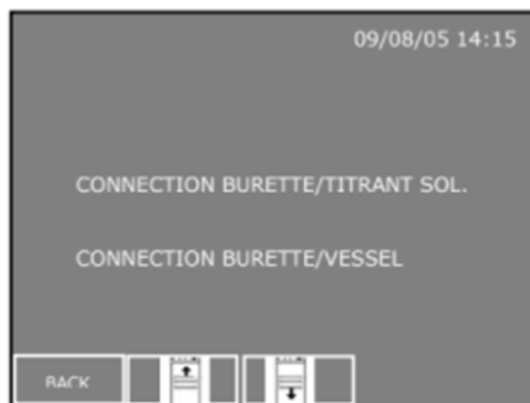 09/08/05 14:15
CONNECTION BURETTE/TITRANT SOL.
CONNECTION BURETTE/VESSEL
BACK